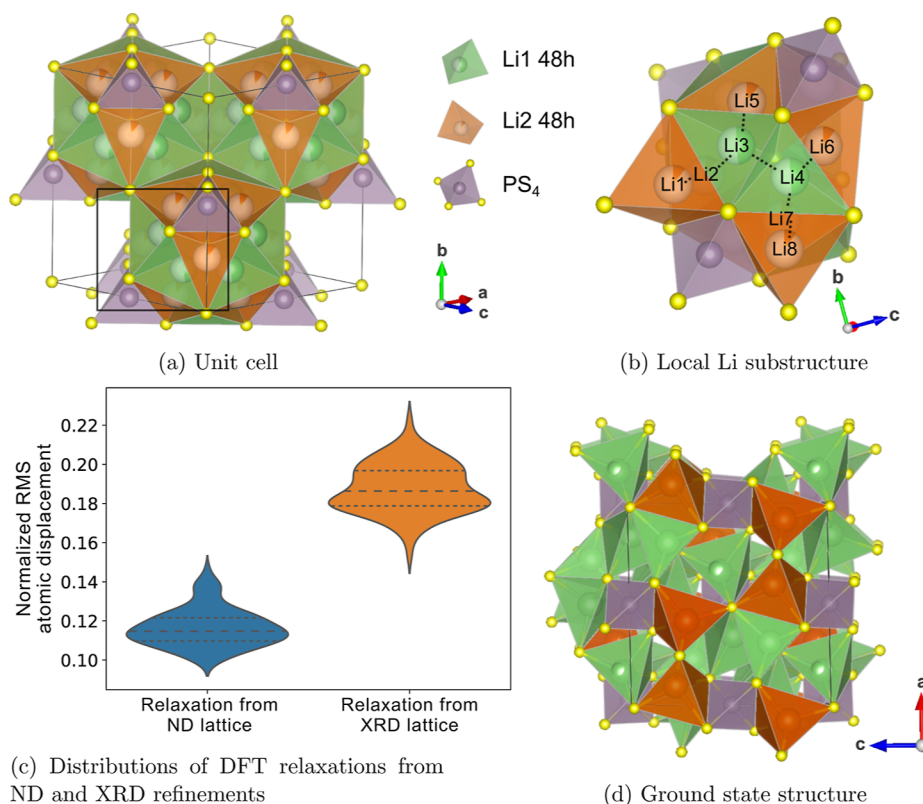 Li1 48h
Li2 48h
PS4
b
a
c
(a) Unit cell
Li5
Li3
Li6
Li1
Li2
Li4
Li7
Li8
b
c
(b) Local Li substructure
Normalized RMS
atomic displacement
0.22
0.20
0.18
0.16
0.14
0.12
0.10
Relaxation from
ND lattice
Relaxation from
XRD lattice
(c) Distributions of DFT relaxations from
ND and XRD refinements
a
c
(d) Ground state structure